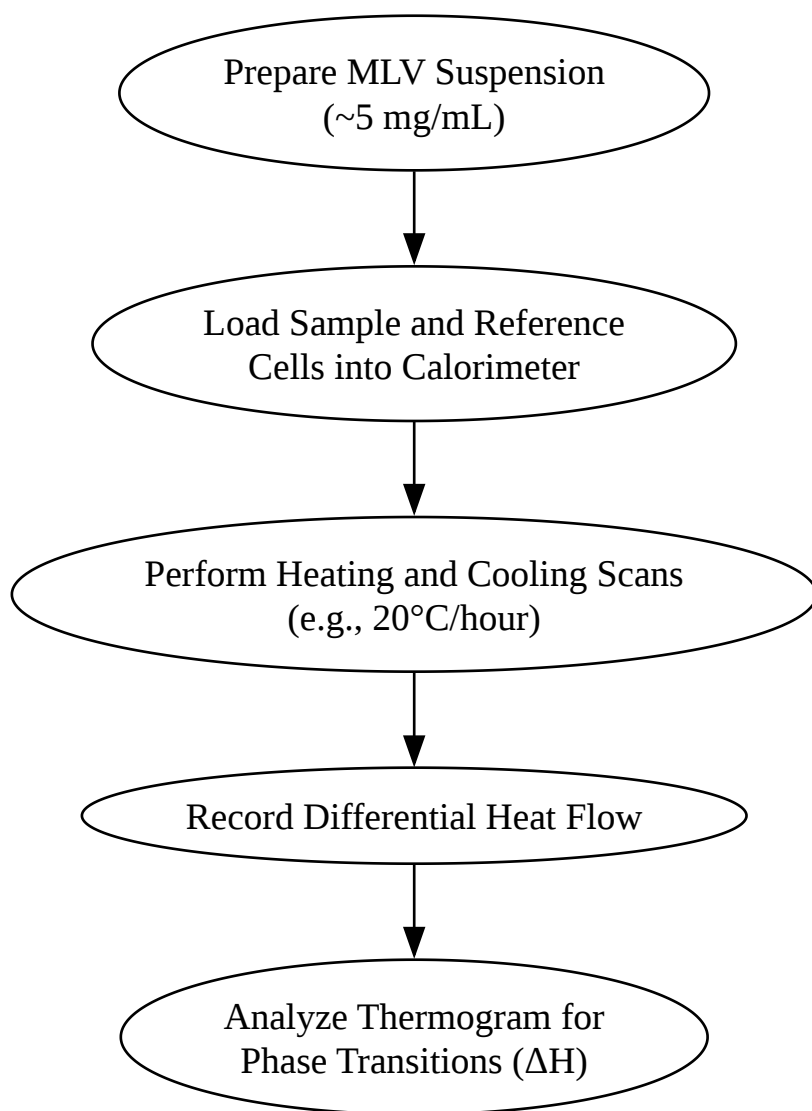 Prepare MLV Suspension
(~5 mg/mL)
Load Sample and Reference
Cells into Calorimeter
Perform Heating and Cooling Scans
(e.g., 20°C/hour)
Record Differential Heat Flow
Analyze Thermogram for
Phase Transitions (ΔH)